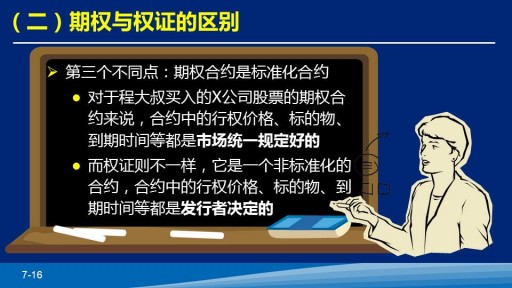 （二）期权与权证的区别
第三个不同点：期权合约是标准化合约
对于程大叔买入的X公司股票的期权合
约来说，合约中的行权价格、标的物、
到期时间等都是市场统一规定好的
而权证则不一样，它是一个非标准化的
合约，合约中的行权价格、标的物、到
期时间等都是发行者决定的
7-16